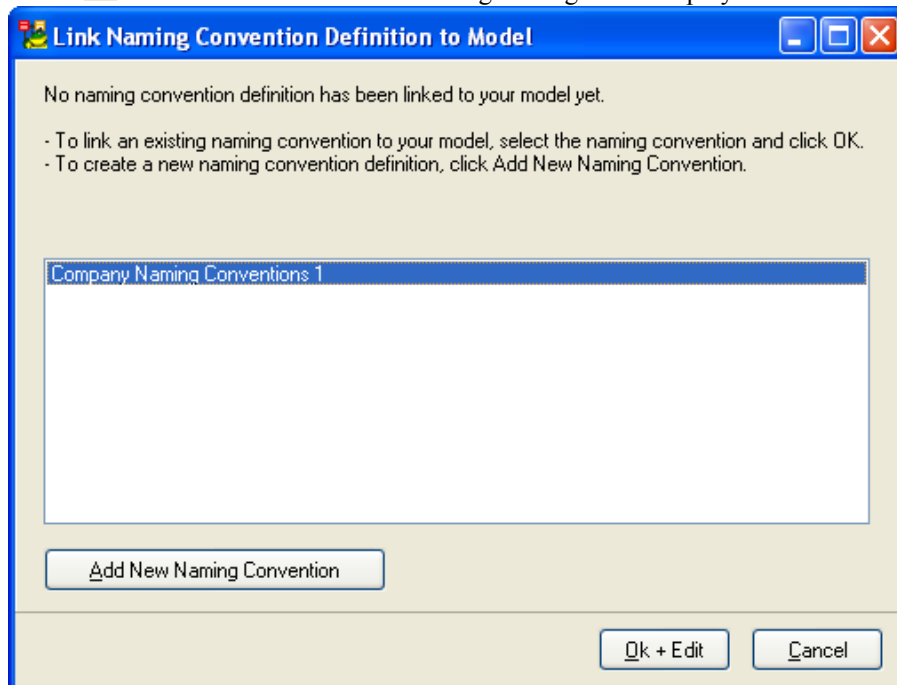 Link Naming Convention Definition to Model
No naming convention definition has been linked to your model yet.
- To link an existing naming convention to your model, select the naming convention and click OK.
- To create a new naming convention definition, click Add New Naming Convention.
Company Naming Conventions 1
Add New Naming Convention
Ok + Edit
Cancel